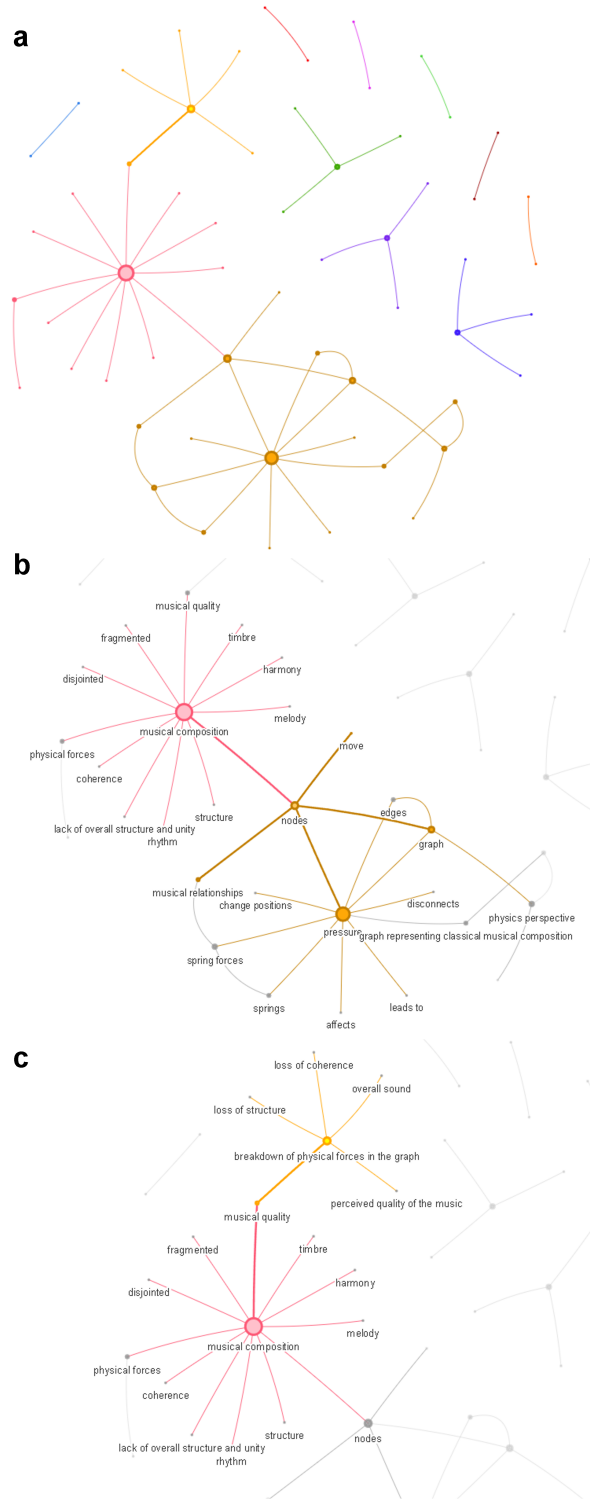 a
b
musical quality
fragmented
timbre
harmony
disjointed
melody
musical composition
physical forces
coherence
structure
lack of overall structure and unity
rhythm
move
nodes
edges
graph
musical relationships
change positions
disconnects
physics perspective
pressure
graph representing classical musical composition
spring forces
springs
leads to
affects
c
loss of coherence
overall sound
loss of structure
breakdown of physical forces in the graph
perceived quality of the music
musical quality
fragmented
timbre
harmony
disjointed
melody
musical composition
physical forces
coherence
structure
nodes
lack of overall structure and unity
rhythm